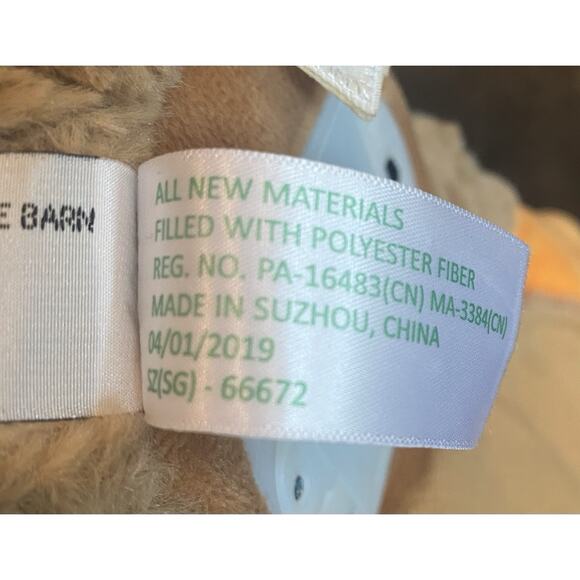 E BARN
ALL NEW MATERIALS
FILLED WITH POLYESTER FIBER
REG. NO. PA-16483(CN) MA-3384(CN)
MADE IN SUZHOU, CHINA
04/01/2019
SZ(SG) - 66672